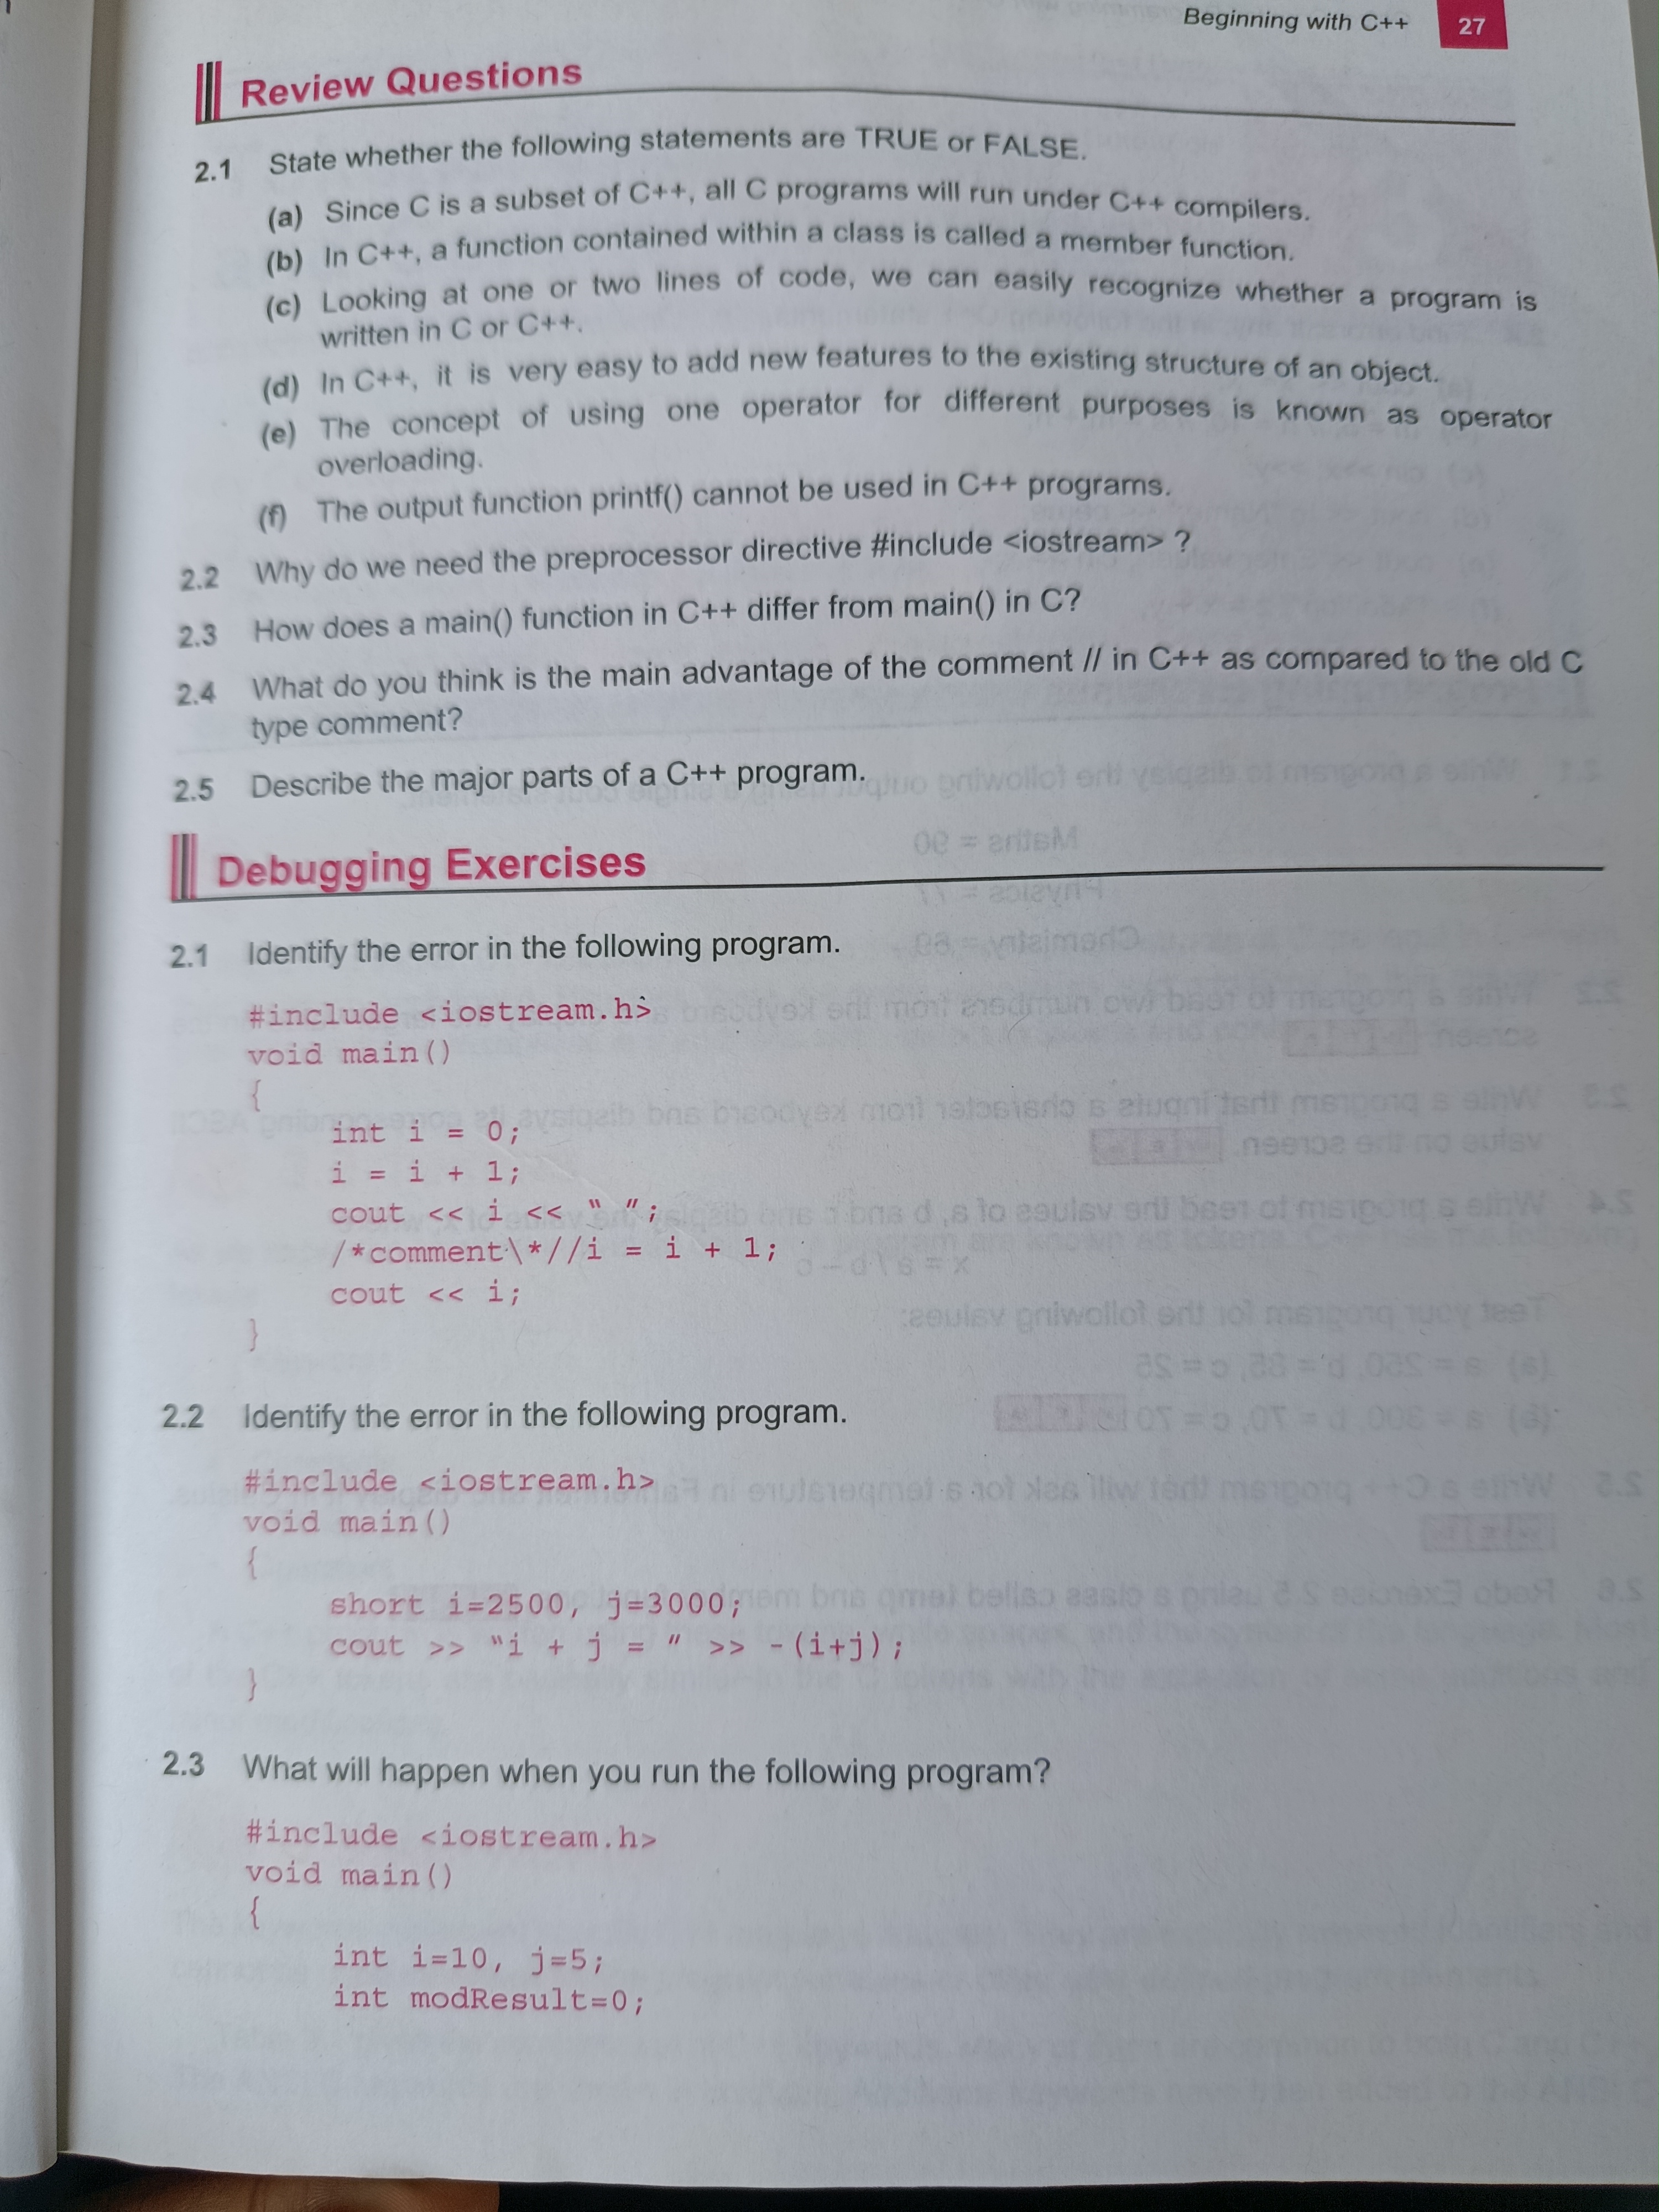 Beginning with C++ 27
Review Questions
2.1 State whether the following statements are TRUE or FALSE.
(a) Since C is a subset of C++, all C programs will run under C++ compilers.
(b) In C++, a function contained within a class is called a member function.
(c) Looking at one or two lines of code, we can easily recognize whether a program is
written in C or C++.
(d) In C++, it is very easy to add new features to the existing structure of an object.
(e) The concept of using one operator for different purposes is known as operator
overloading.
(f) The output function printf() cannot be used in C++ programs.
2.2 Why do we need the preprocessor directive #include <iostream> ?
2.3 How does a main() function in C++ differ from main() in C?
2.4 What do you think is the main advantage of the comment // in C++ as compared to the old C
type comment?
2.5 Describe the major parts of a C++ program.
Debugging Exercises
2.1 Identify the error in the following program.
#include <iostream.h>
void main()
{
int i = 0;
i = i + 1;
cout << i << “ ”;
/*comment\*//i = i + 1;
cout << i;
}
2.2 Identify the error in the following program.
#include <iostream.h>
void main()
{
short i=2500, j=3000;
cout >> “i + j = ” >> -(i+j);
}
2.3 What will happen when you run the following program?
#include <iostream.h>
void main()
{
int i=10, j=5;
int modResult=0;